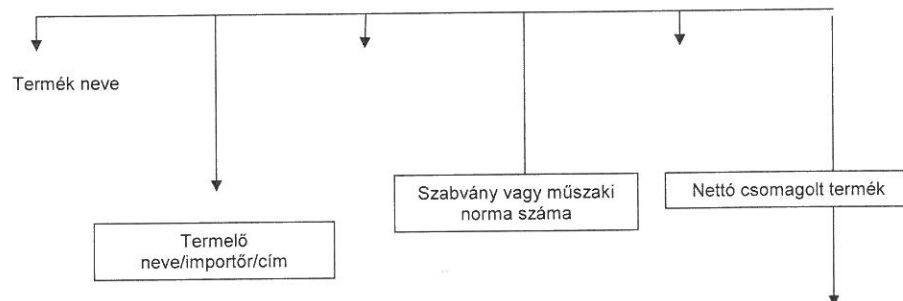 Termék neve
Szabvány vagy műszaki
norma száma
Nettó csomagolt termék
Termelő
neve/importőr/cím